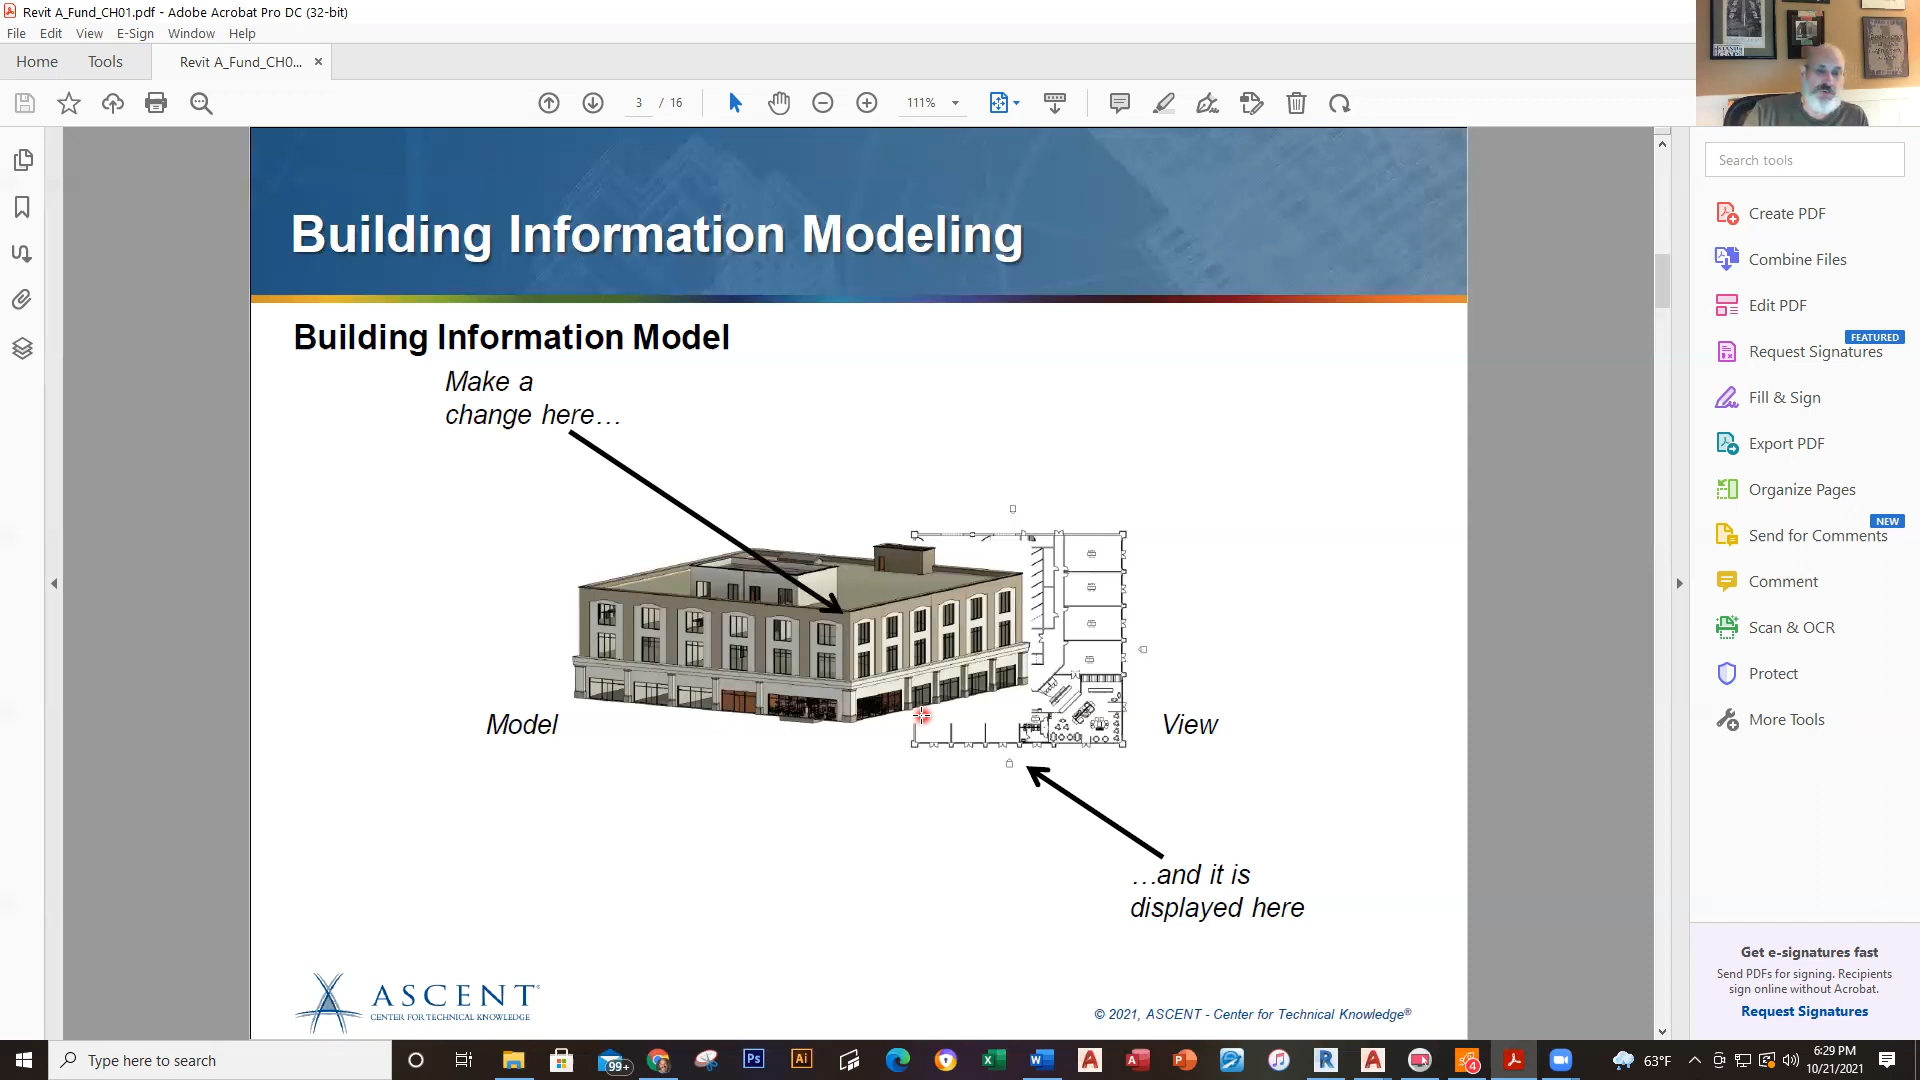 Revit A_Fund_CH01.pdf - Adobe Acrobat Pro DC (32-bit)
File Edit View E-Sign Window Help
Home Tools Revit A_Fund_CH0... ×
3 / 16 111%
Building Information Modeling
Building Information Model
Make a
change here…
Model
View
…and it is
displayed here
ASCENT
CENTER FOR TECHNICAL KNOWLEDGE
© 2021, ASCENT - Center for Technical Knowledge®
Search tools
Create PDF
Combine Files
Edit PDF
FEATURED
Request Signatures
Fill & Sign
Export PDF
Organize Pages
NEW
Send for Comments
Comment
Scan & OCR
Protect
More Tools
Get e-signatures fast
Send PDFs for signing. Recipients
sign online without Acrobat.
Request Signatures
Type here to search
99+
Ps
Ai
4
63°F
6:29 PM
10/21/2021